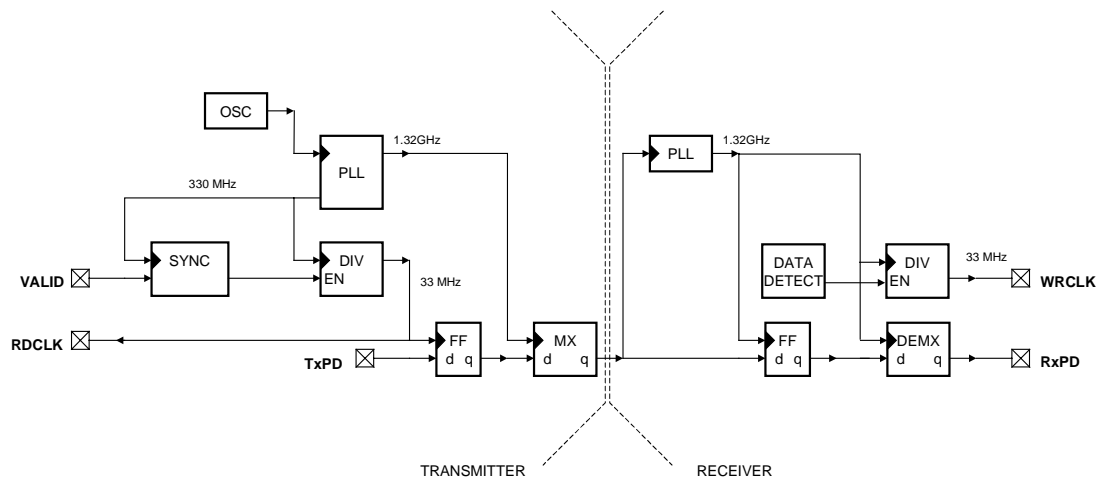 OSC
1.32GHz
PLL
330 MHz
SYNC
DIV
EN
VALID
33 MHz
RDCLK
TxPD
FF
d q
MX
d q
TRANSMITTER
PLL
1.32GHz
DATA
DETECT
DIV
EN
33 MHz
WRCLK
FF
d q
DEMX
d q
RxPD
RECEIVER